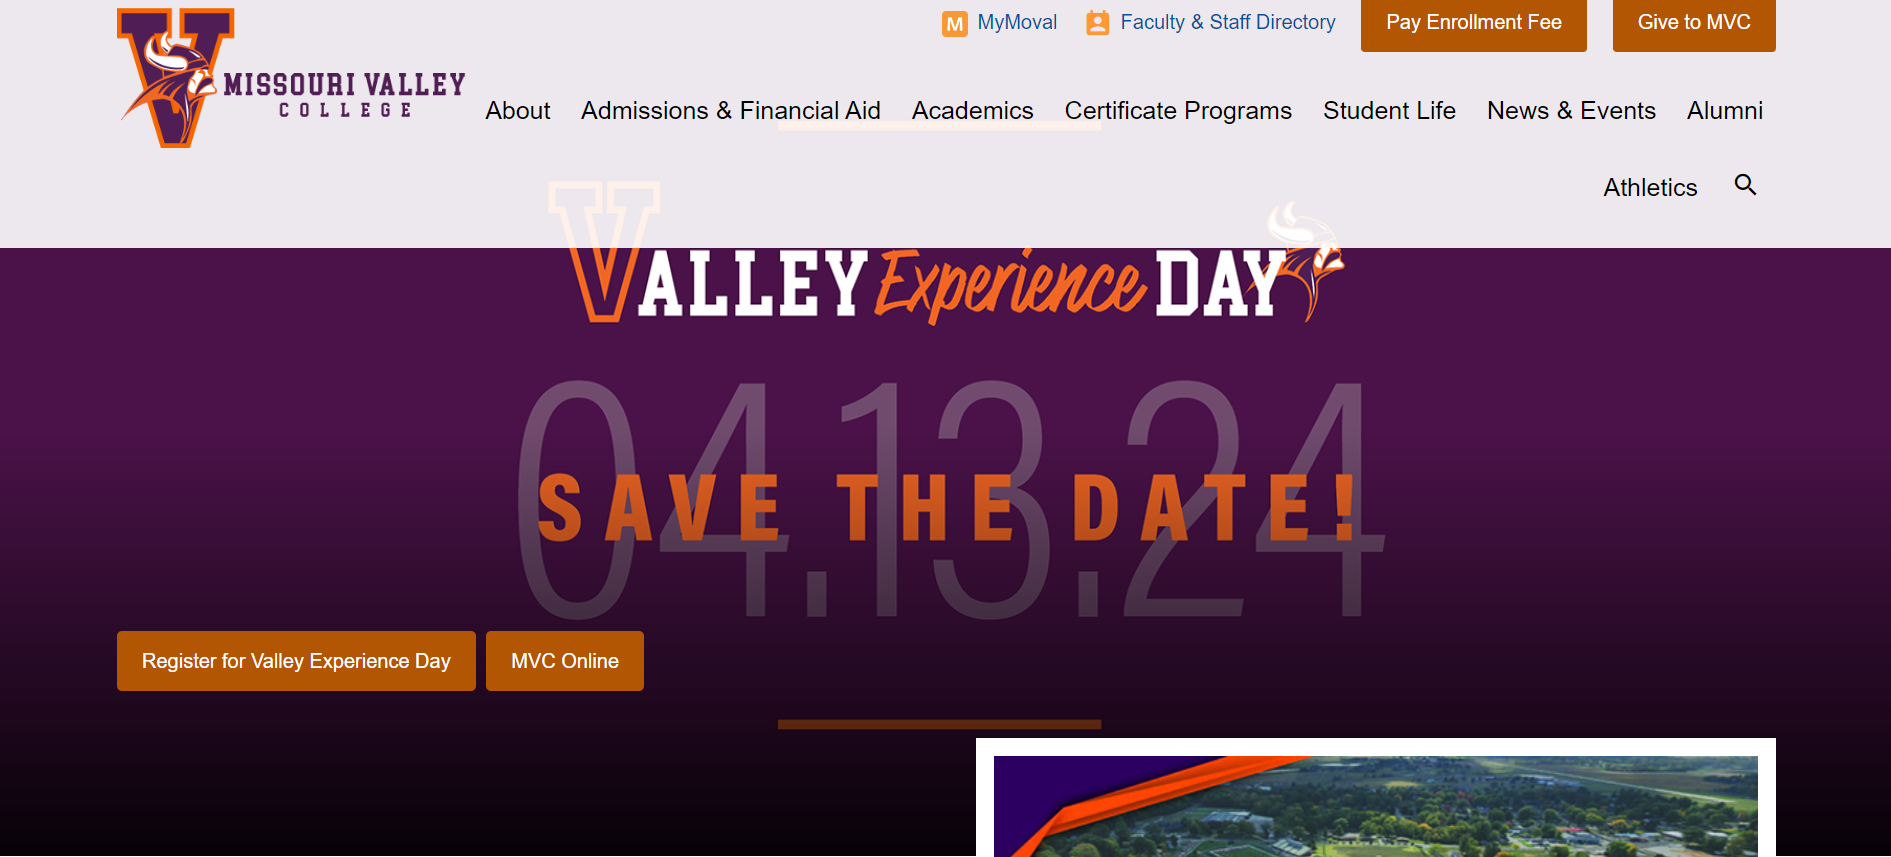 M MyMoval Faculty & Staff Directory Pay Enrollment Fee Give to MVC
MISSOURI VALLEY
COLLEGE
About Admissions & Financial Aid Academics Certificate Programs Student Life News & Events Alumni
Athletics
VALLEY Experience DAY
04.13.24
SAVE THE DATE!
Register for Valley Experience Day MVC Online